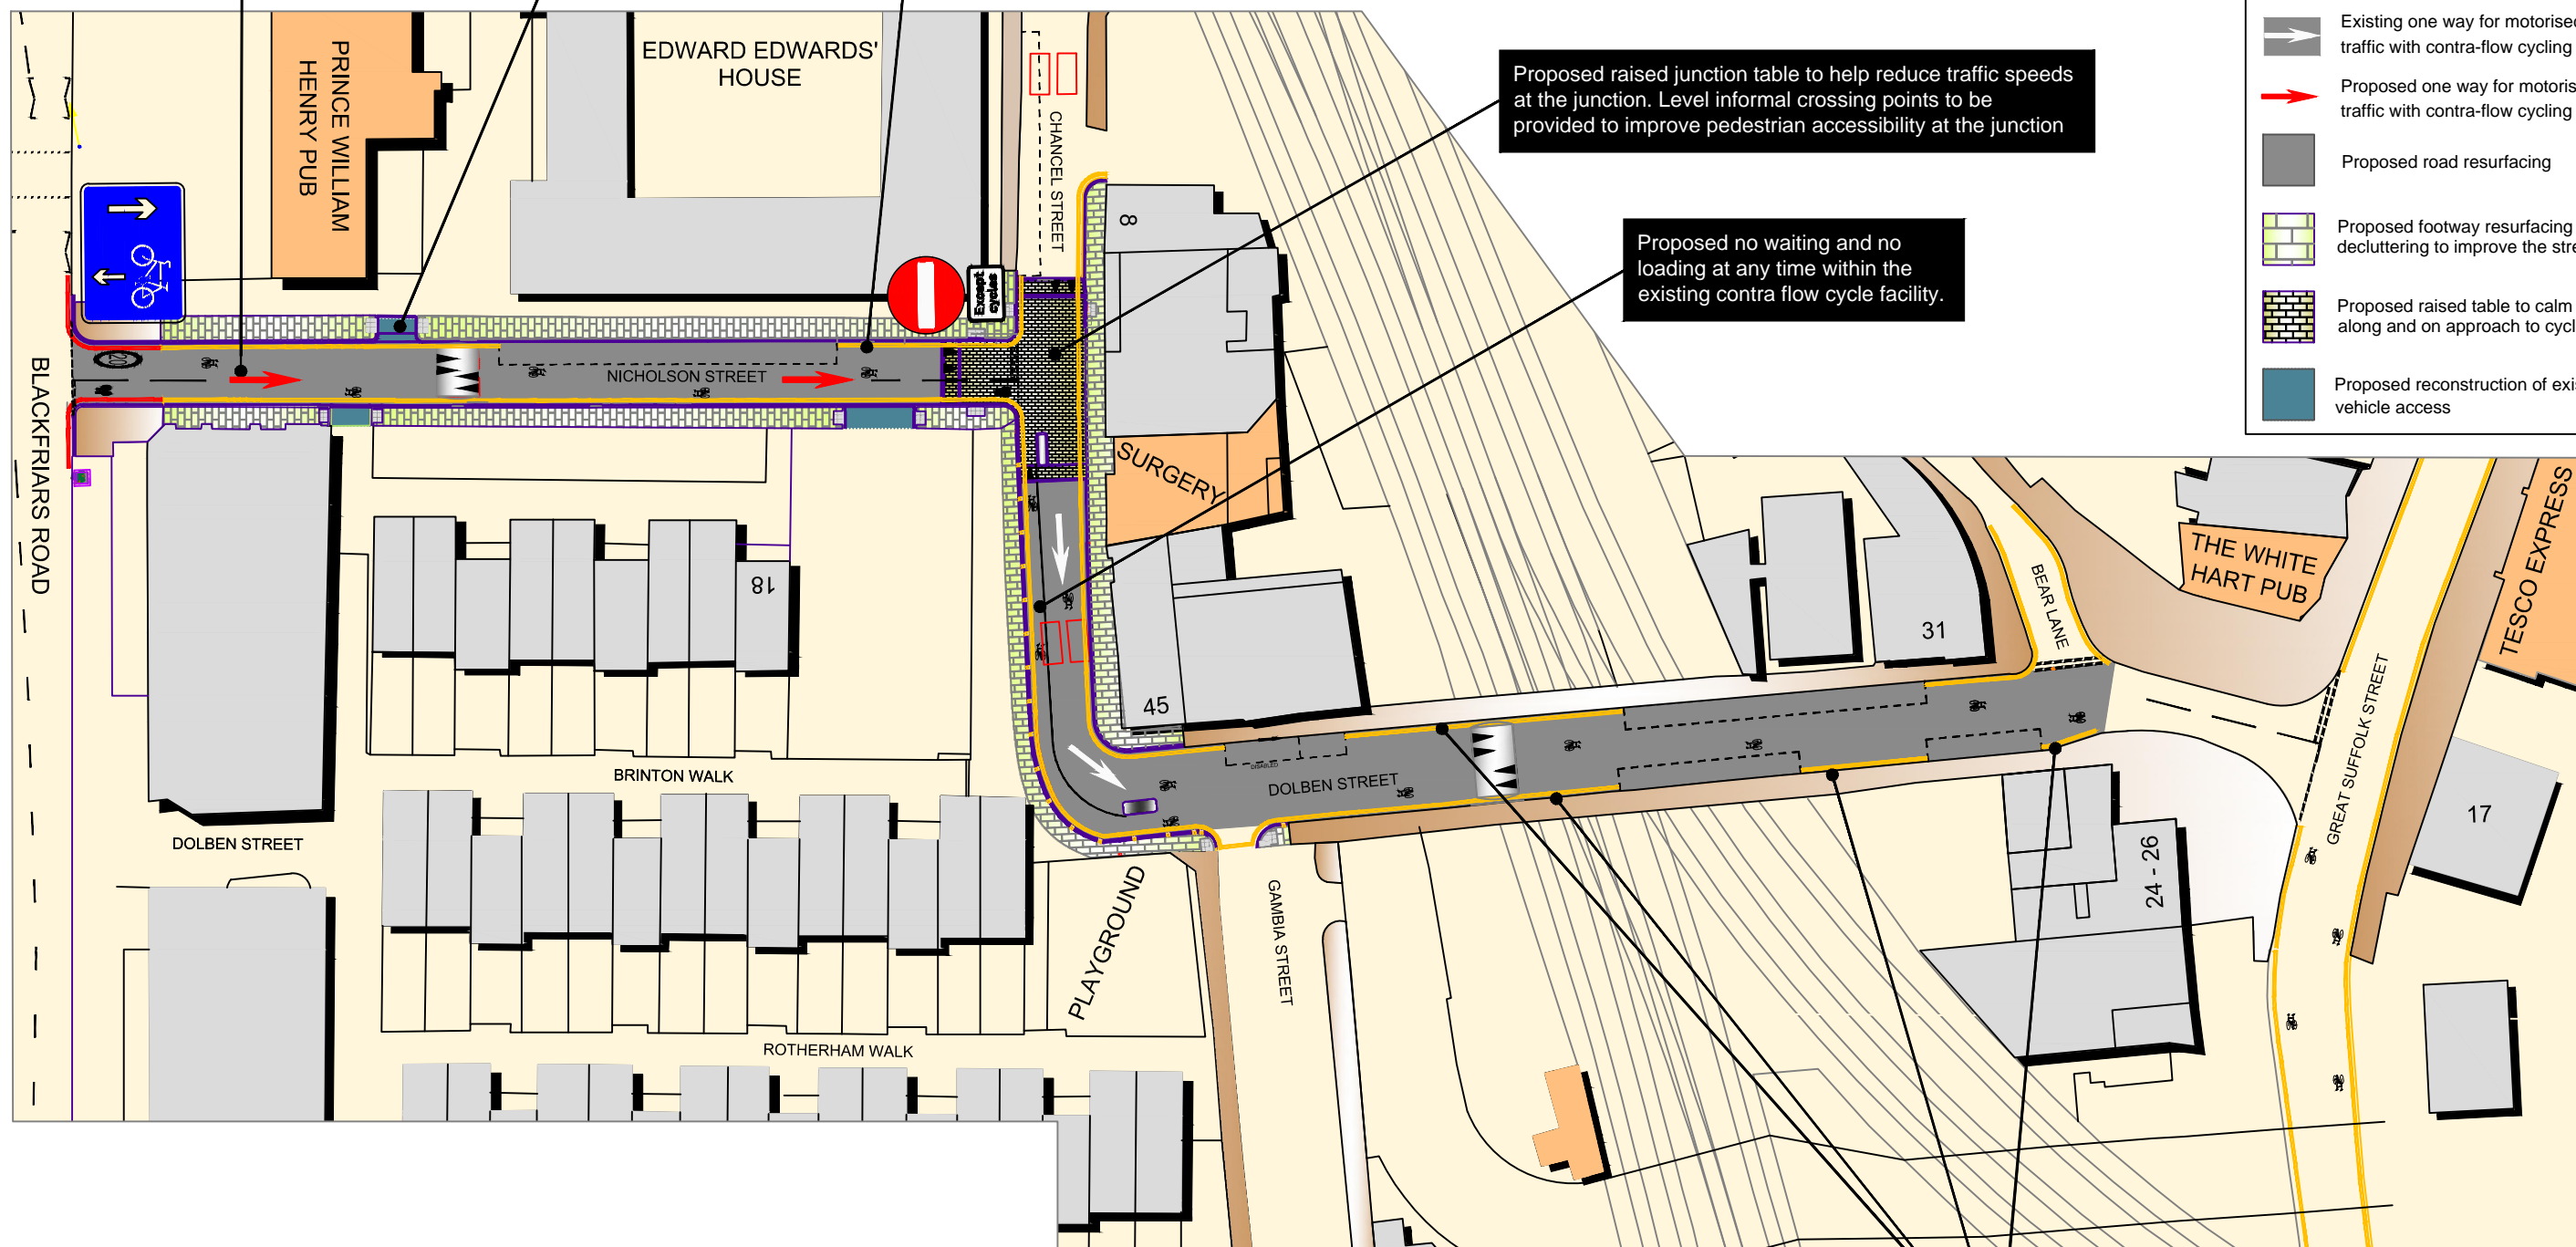 PRINCE WILLIAM
HENRY PUB
EDWARD EDWARDS'
HOUSE
CHANCEL STREET
Proposed raised junction table to help reduce traffic speeds
at the junction. Level informal crossing points to be
provided to improve pedestrian accessibility at the junction
Proposed no waiting and no
loading at any time within the
existing contra flow cycle facility.
Existing one way for motorised
traffic with contra-flow cycling
Proposed one way for motoris
traffic with contra-flow cycling
Proposed road resurfacing
Proposed footway resurfacing
decluttering to improve the stre
Proposed raised table to calm
along and on approach to cycl
Proposed reconstruction of exis
vehicle access
8
Except
cycles
20
NICHOLSON STREET
BLACKFRIARS ROAD
SURGERY
18
45
31
BEAR LANE
THE WHITE
HART PUB
TESCO EXPRESS
GREAT SUFFOLK STREET
17
BRINTON WALK
DISABLED
DOLBEN STREET
DOLBEN STREET
24 - 26
PLAYGROUND
GAMBIA STREET
ROTHERHAM WALK